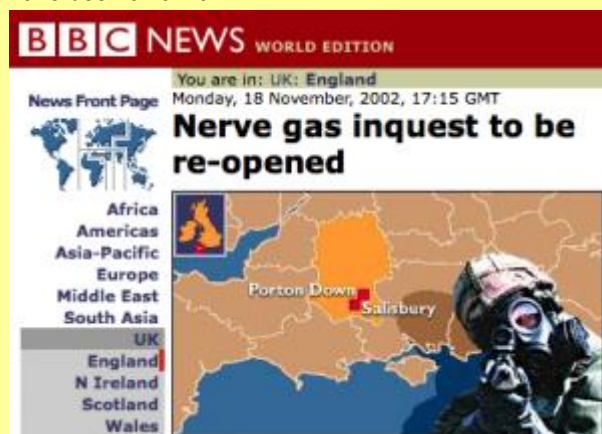 BBC NEWS WORLD EDITION
You are in: UK: England
News Front Page
Monday, 18 November, 2002, 17:15 GMT
Nerve gas inquest to be
re-opened
Africa
Americas
Asia-Pacific
Europe
Middle East
South Asia
UK
England
N Ireland
Scotland
Wales
Porton Down
Salisbury